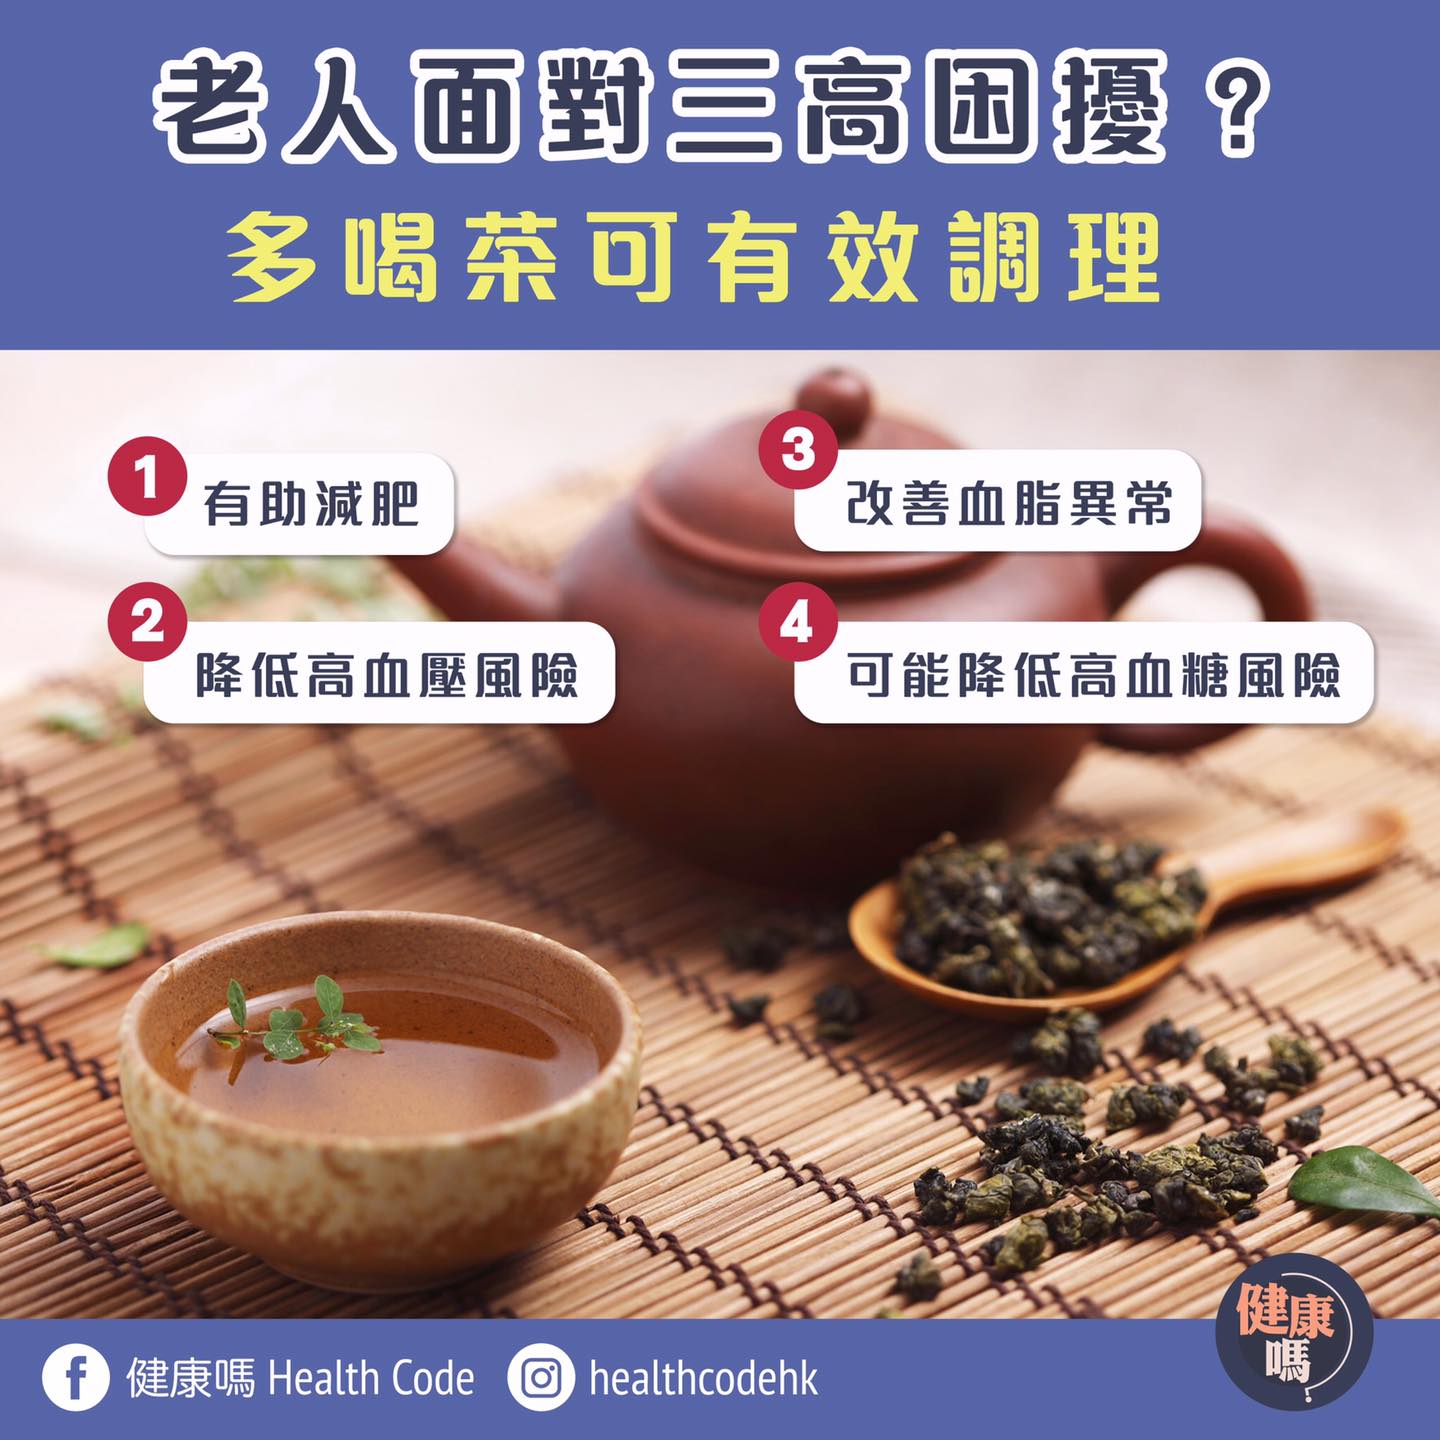 老人面對三高困擾？
多喝茶可有效調理
1 有助減肥
2 降低高血壓風險
3 改善血脂異常
4 可能降低高血糖風險
健康嗎 Health Code
healthcodehk
健康
嗎?